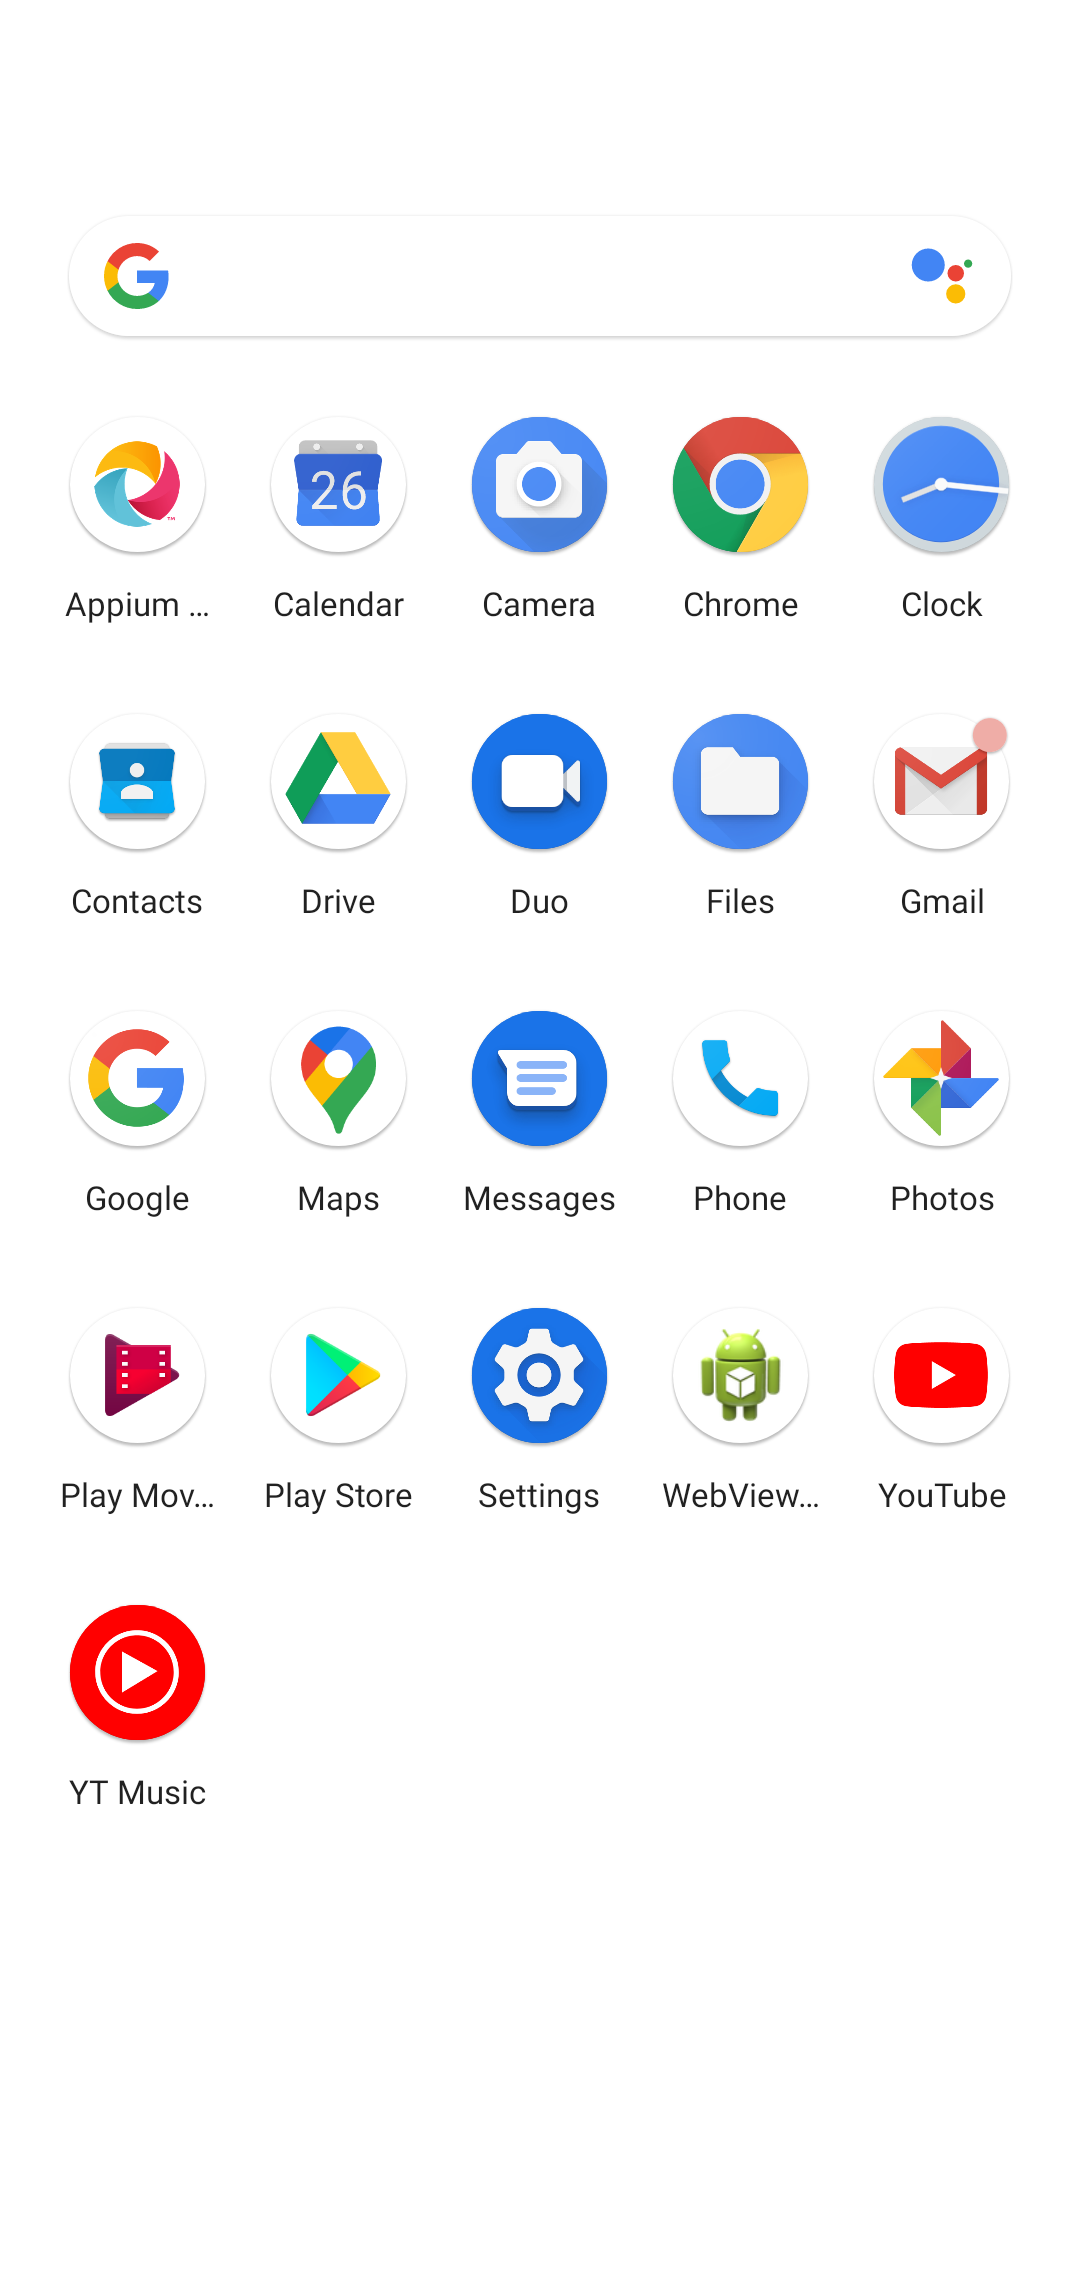 26
Appium ...
Calendar
Camera
Chrome
Clock
Contacts
Drive
Duo
Files
Gmail
Google
Maps
Messages
Phone
Photos
Play Mov...
Play Store
Settings
WebView...
YouTube
YT Music